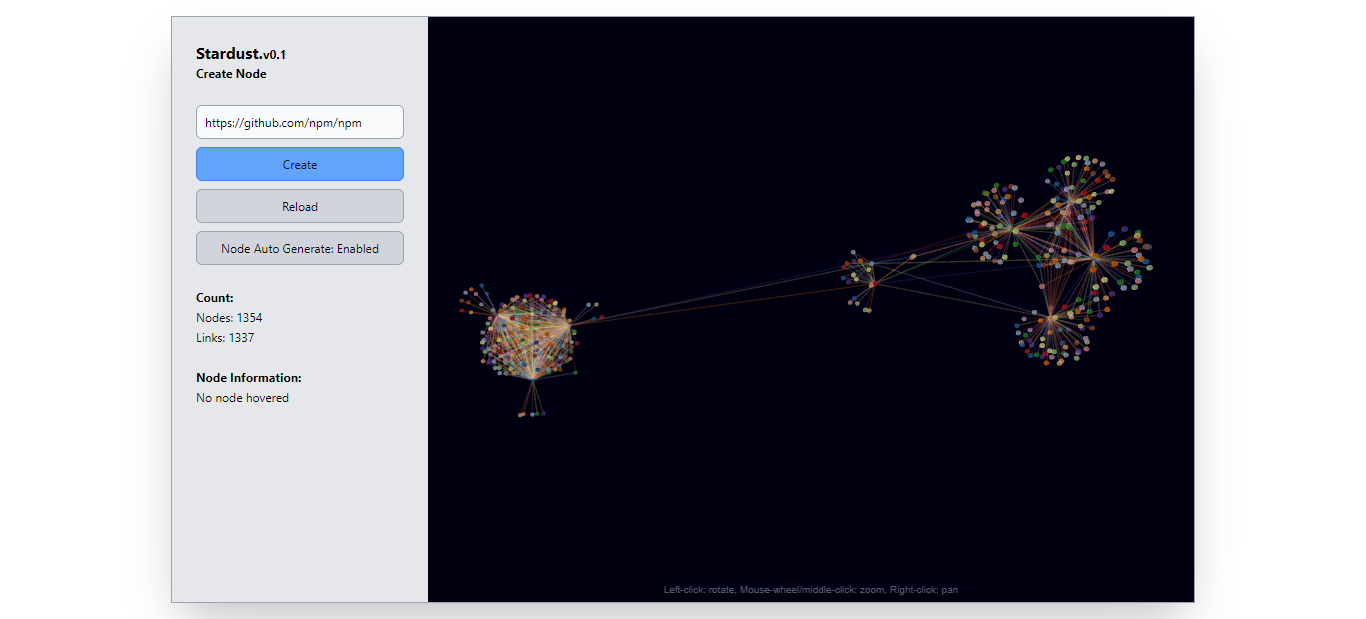 Stardust.v0.1
Create Node
https://github.com/npm/npm
Create
Reload
Node Auto Generate: Enabled
Count:
Nodes: 1354
Links: 1337
Node Information:
No node hovered
Left-click: rotate, Mouse-wheel/middle-click: zoom, Right-click: pan